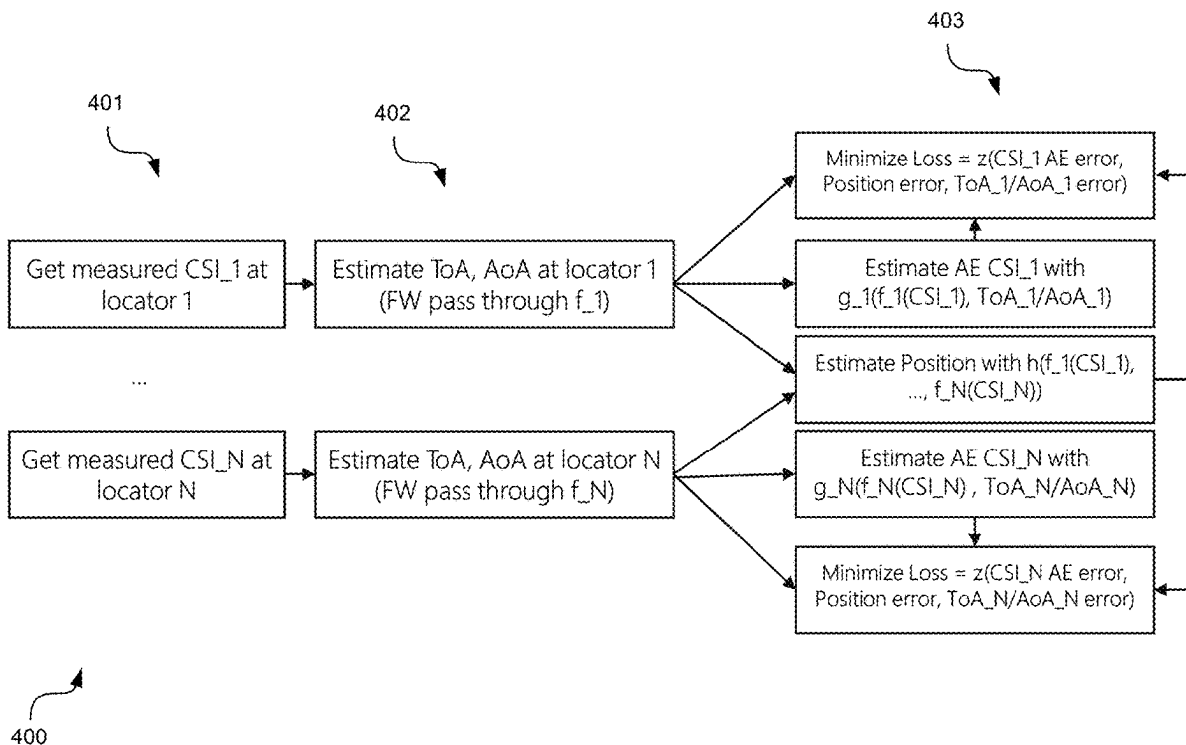 403
401
402
Minimize Loss = z(CSI_1 AE error,
Position error, ToA_1/AoA_1 error)
Get measured CSI_1 at
locator 1
Estimate ToA, AoA at locator 1
(FW pass through f_1)
Estimate AE CSI_1 with
g_1(f_1(CSI_1), ToA_1/AoA_1)
...
Estimate Position with h(f_1(CSI_1),
..., f_N(CSI_N))
Get measured CSI_N at
locator N
Estimate ToA, AoA at locator N
(FW pass through f_N)
Estimate AE CSI_N with
g_N(f_N(CSI_N) , ToA_N/AoA_N)
Minimize Loss = z(CSI_N AE error,
Position error, ToA_N/AoA_N error)
400